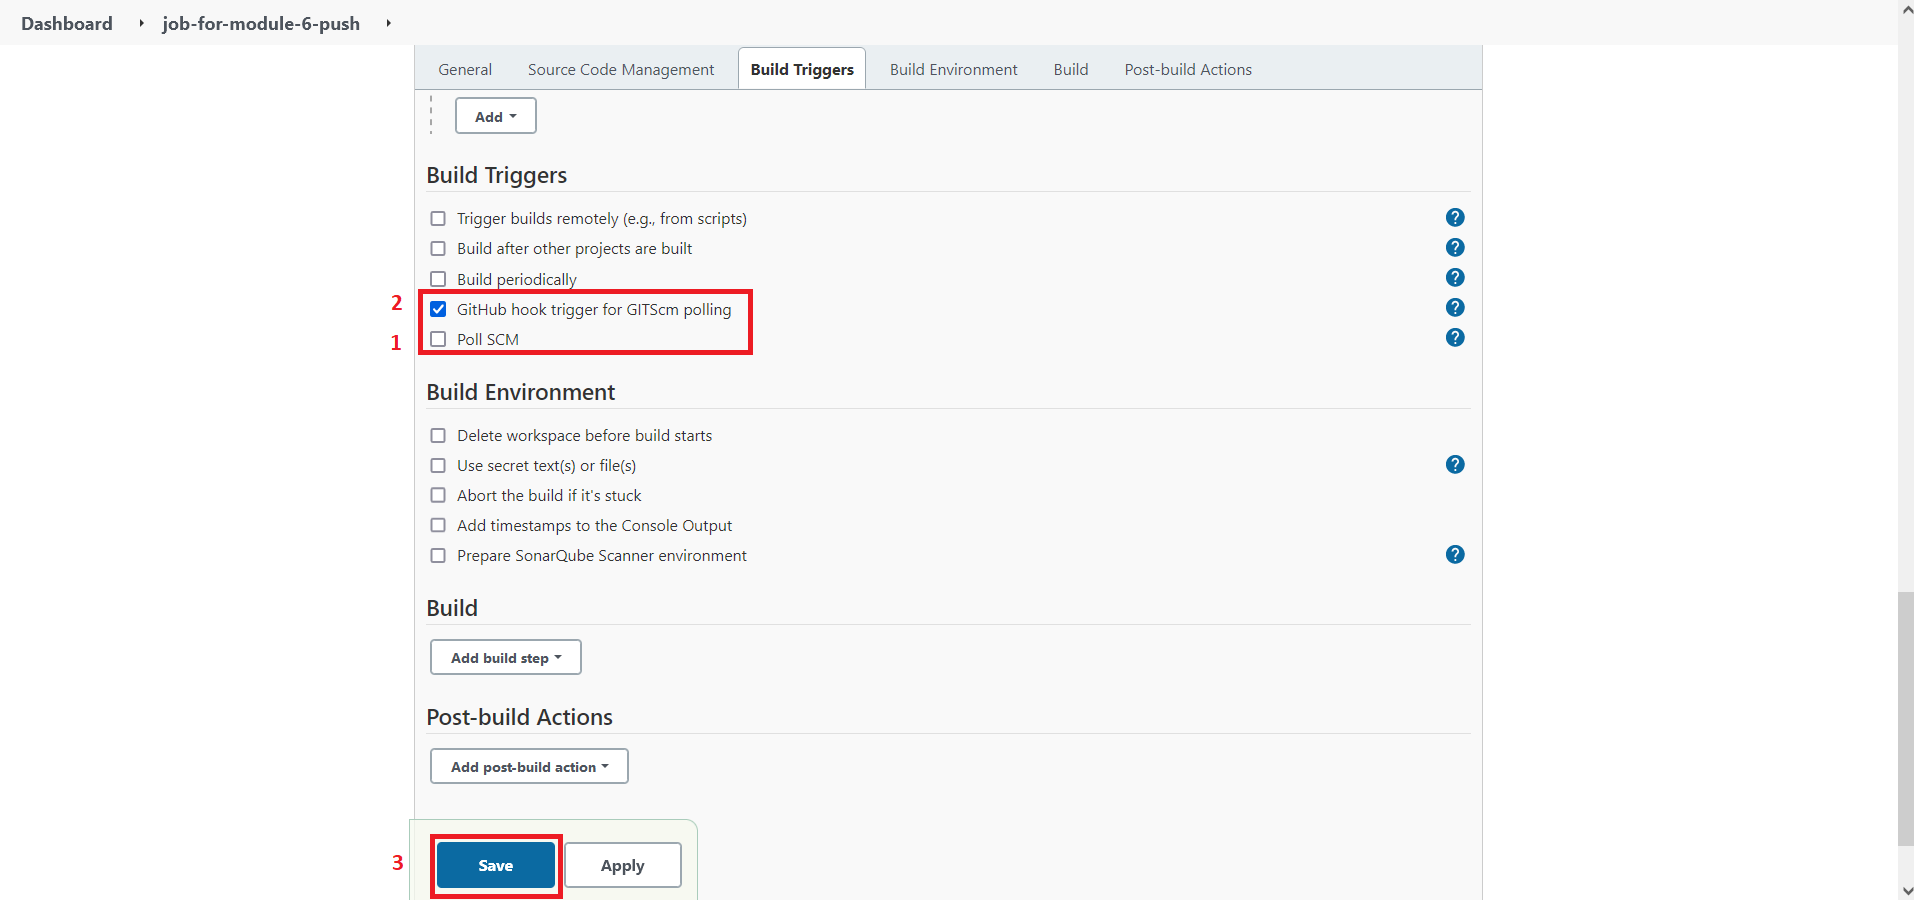 Dashboard job-for-module-6-push
General Source Code Management Build Triggers Build Environment Build Post-build Actions
Add
Build Triggers
Trigger builds remotely (e.g., from scripts) ?
Build after other projects are built ?
Build periodically ?
2 GitHub hook trigger for GITScm polling ?
1 Poll SCM ?
Build Environment
Delete workspace before build starts
Use secret text(s) or file(s) ?
Abort the build if it's stuck
Add timestamps to the Console Output
Prepare SonarQube Scanner environment ?
Build
Add build step
Post-build Actions
Add post-build action
3 Save Apply